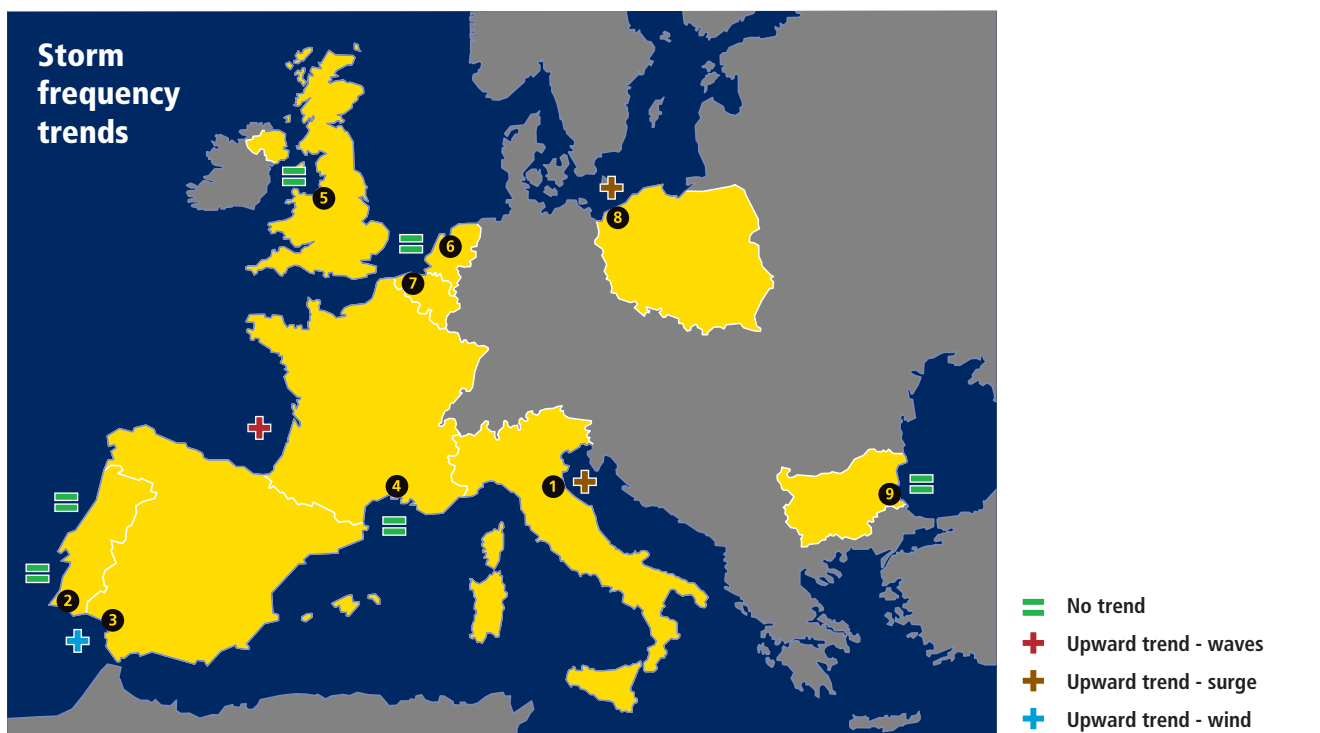 Storm
frequency
trends
5
8
6
7
4
1
9
2
3
No trend
Upward trend - waves
Upward trend - surge
Upward trend - wind